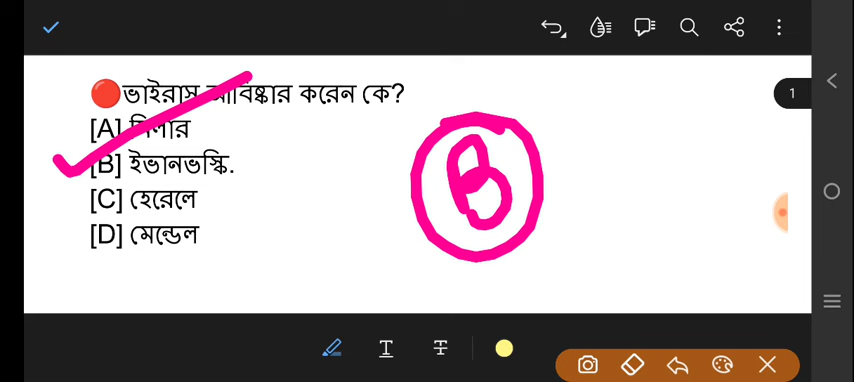 🔴ভাইরাস আবিষ্কার করেন কে?
[A] মিলার
[B] ইভানভস্কি.
[C] হেরেলে
[D] মেন্ডেল
B
1
T T